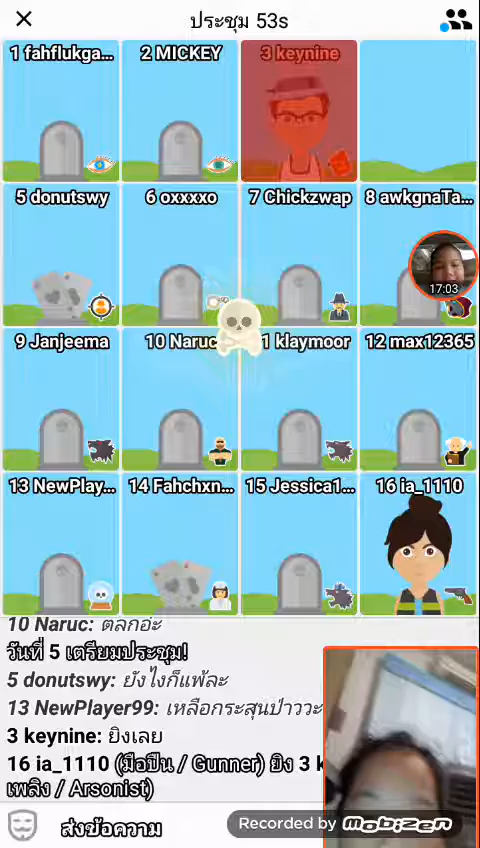 ประชุม 53s
1 fahflukga...
2 MICKEY
3 keynine
5 donutswy
6 oxxxxo
7 Chickzwap
8 awkgnaTa...
17:03
9 Janjeema
10 Naruc
1 klaymoor
12 max12365
13 NewPlay...
14 Fahchxn...
15 Jessica1...
16 ia_1110
10 Naruc: ตลกอ่ะ
วันที่ 5 เตรียมประชุม!
5 donutswy: ยังไงก็แพ้ละ
13 NewPlayer99: เหลือกระสุนป่าววะ
3 keynine: ยิงเลย
16 ia_1110 (มือปืน / Gunner) ยิง 3 k
เพลิง / Arsonist)
ส่งข้อความ
Recorded by mobizen